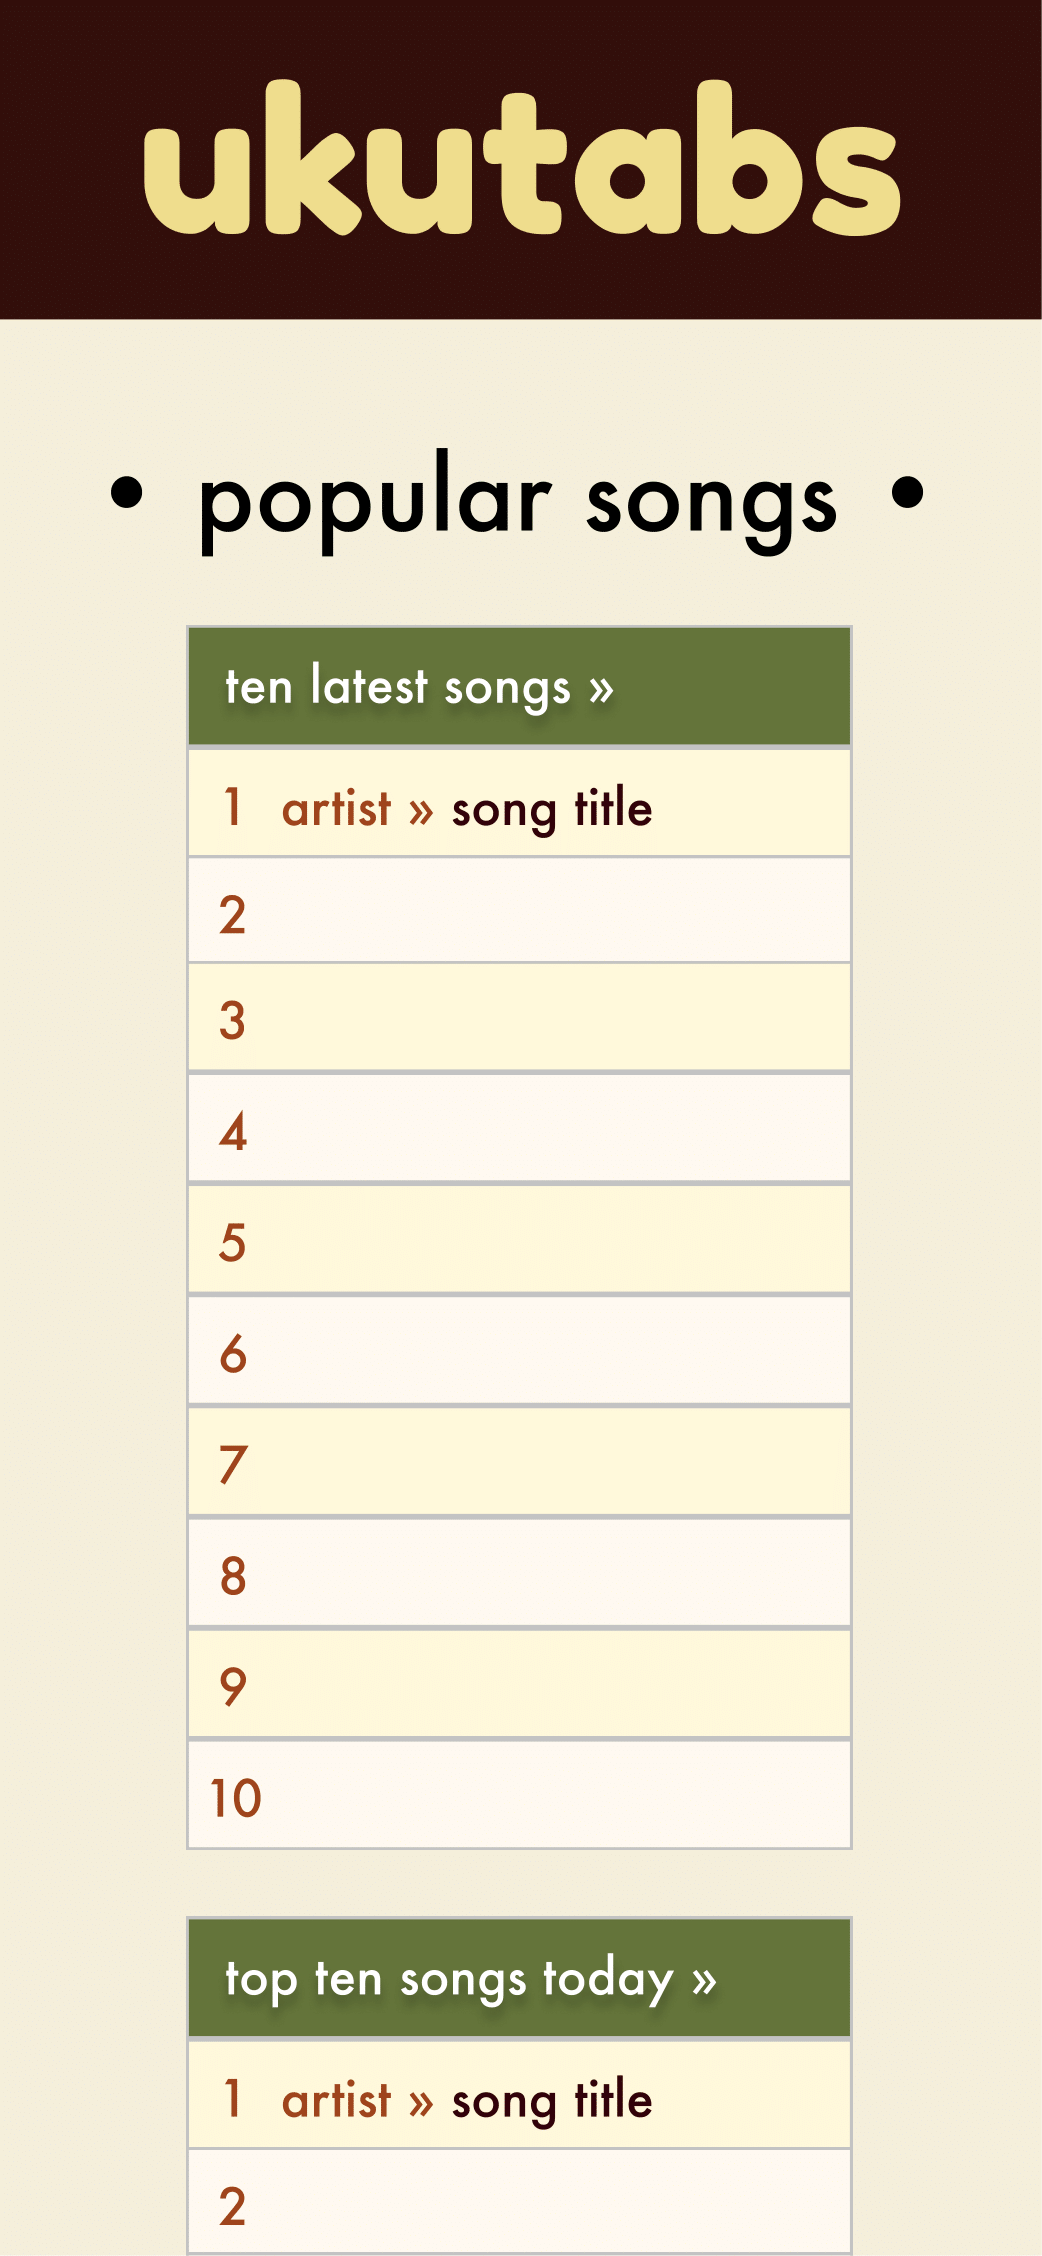 ukutabs
• popular songs •
ten latest songs »
1 artist » song title
2
3
4
5
6
7
8
9
10
top ten songs today »
1 artist » song title
2